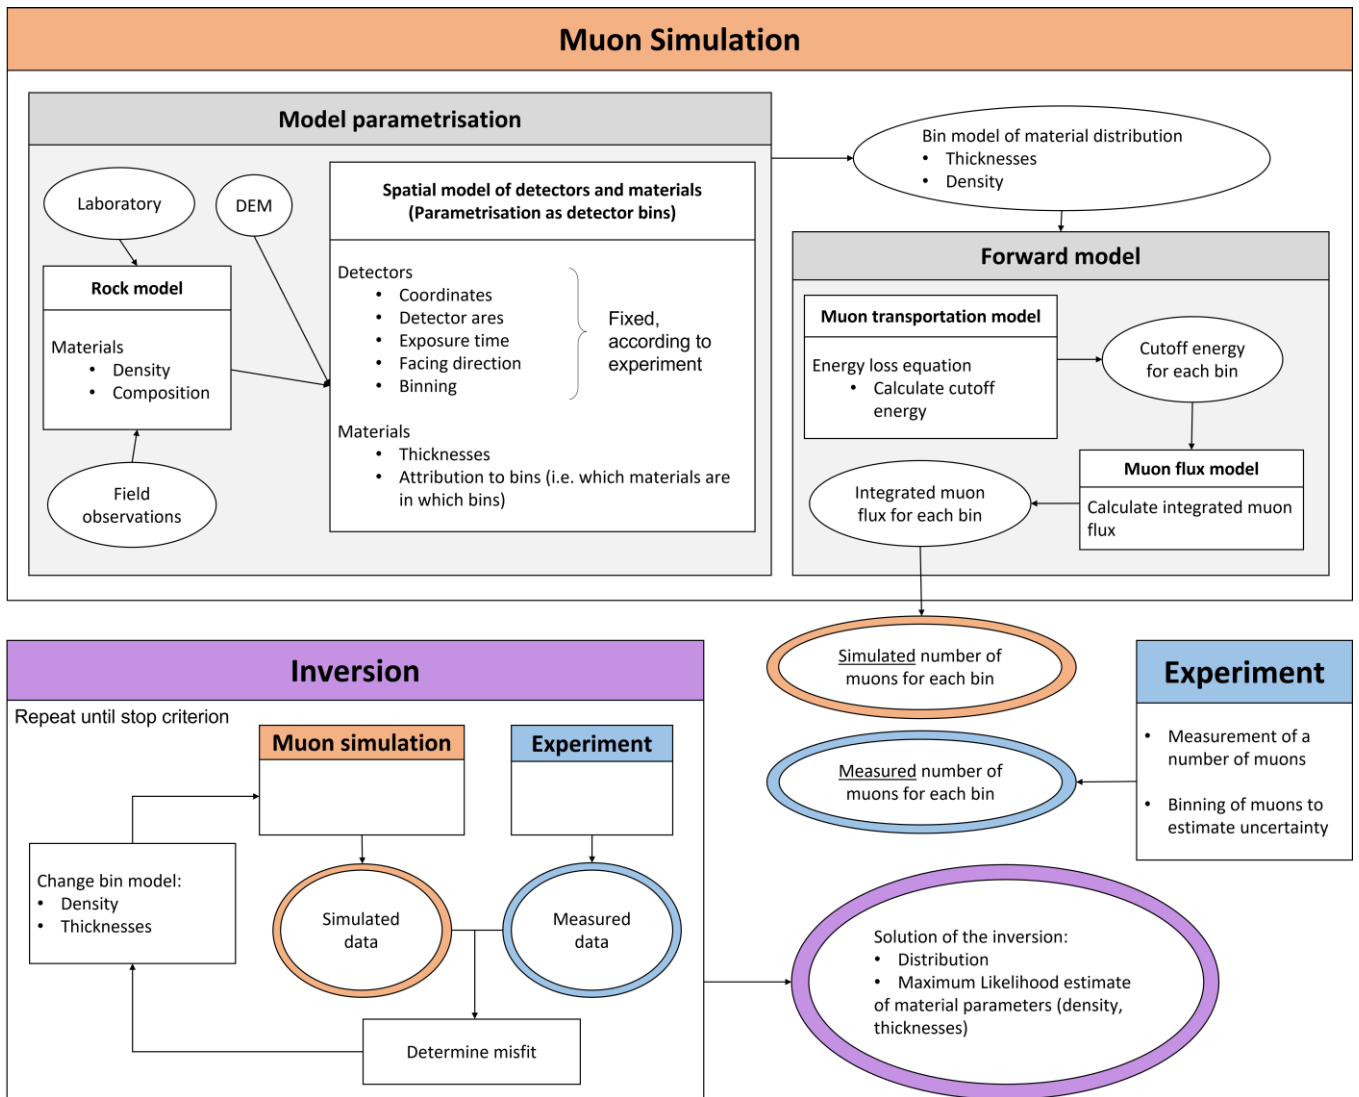 Muon Simulation
Model parametrisation
Laboratory
DEM
Rock model
Materials
• Density
• Composition
Field
observations
Spatial model of detectors and materials
(Parametrisation as detector bins)
Detectors
• Coordinates
• Detector ares
• Exposure time
• Facing direction
• Binning
Fixed,
according to
experiment
Materials
• Thicknesses
• Attribution to bins (i.e. which materials are
in which bins)
Bin model of material distribution
• Thicknesses
• Density
Forward model
Muon transportation model
Energy loss equation
• Calculate cutoff
energy
Cutoff energy
for each bin
Muon flux model
Calculate integrated muon
flux
Integrated muon
flux for each bin
Simulated number of
muons for each bin
Measured number of
muons for each bin
Experiment
• Measurement of a
number of muons
• Binning of muons to
estimate uncertainty
Inversion
Repeat until stop criterion
Muon simulation
Experiment
Change bin model:
• Density
• Thicknesses
Simulated
data
Measured
data
Determine misfit
Solution of the inversion:
• Distribution
• Maximum Likelihood estimate
of material parameters (density,
thicknesses)